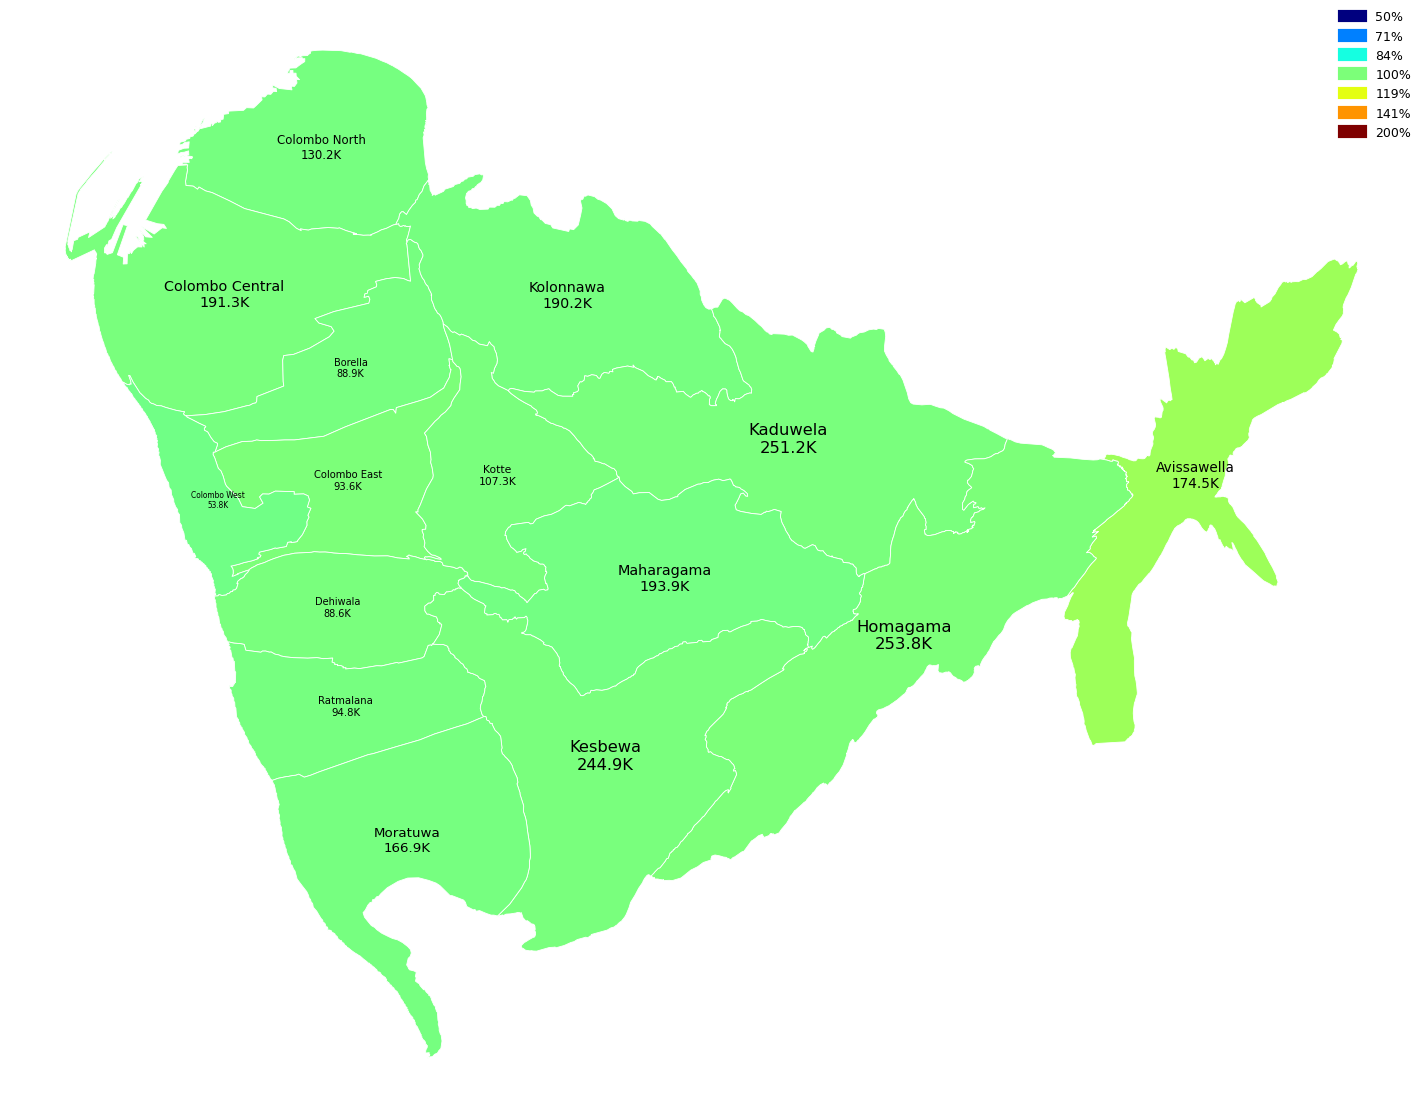 50%
71%
84%
100%
119%
141%
200%
Colombo North
130.2K
Colombo Central
191.3K
Kolonnawa
190.2K
Borella
88.9K
Kaduwela
251.2K
Avissawella
174.5K
Colombo East
93.6K
Kotte
107.3K
Colombo West
53.8K
Maharagama
193.9K
Dehiwala
88.6K
Homagama
253.8K
Ratmalana
94.8K
Kesbewa
244.9K
Moratuwa
166.9K